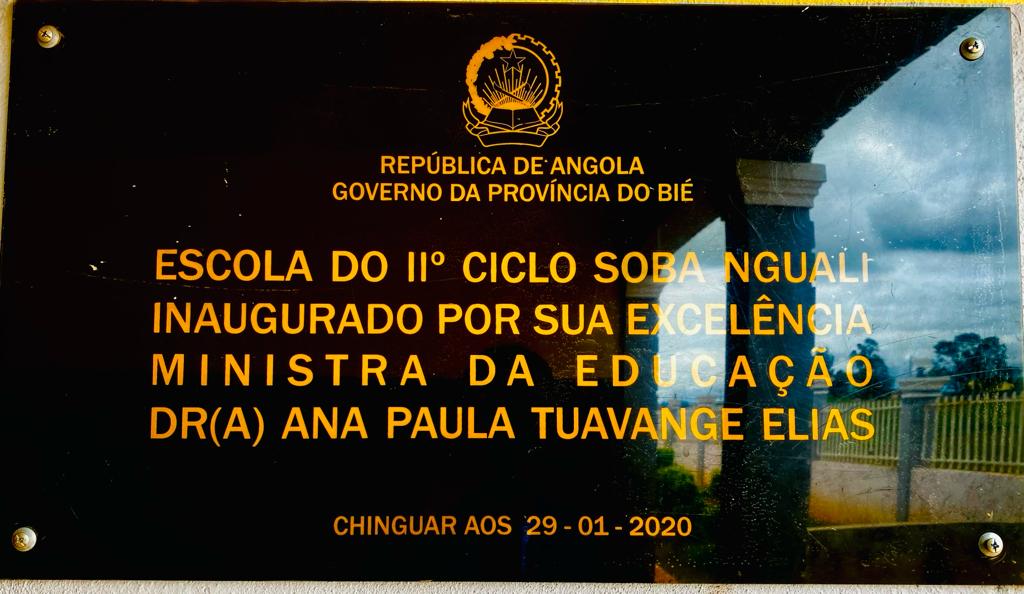 REPÚBLICA DE ANGOLA
GOVERNO DA PROVÍNCIA DO BIÉ
ESCOLA DO IIº CICLO SOBA NGUALI
INAUGURADO POR SUA EXCELÊNCIA
MINISTRA DA EDUCAÇÃO
DR(A) ANA PAULA TUAVANGE ELIAS
CHINGUAR AOS 29 - 01 - 2020